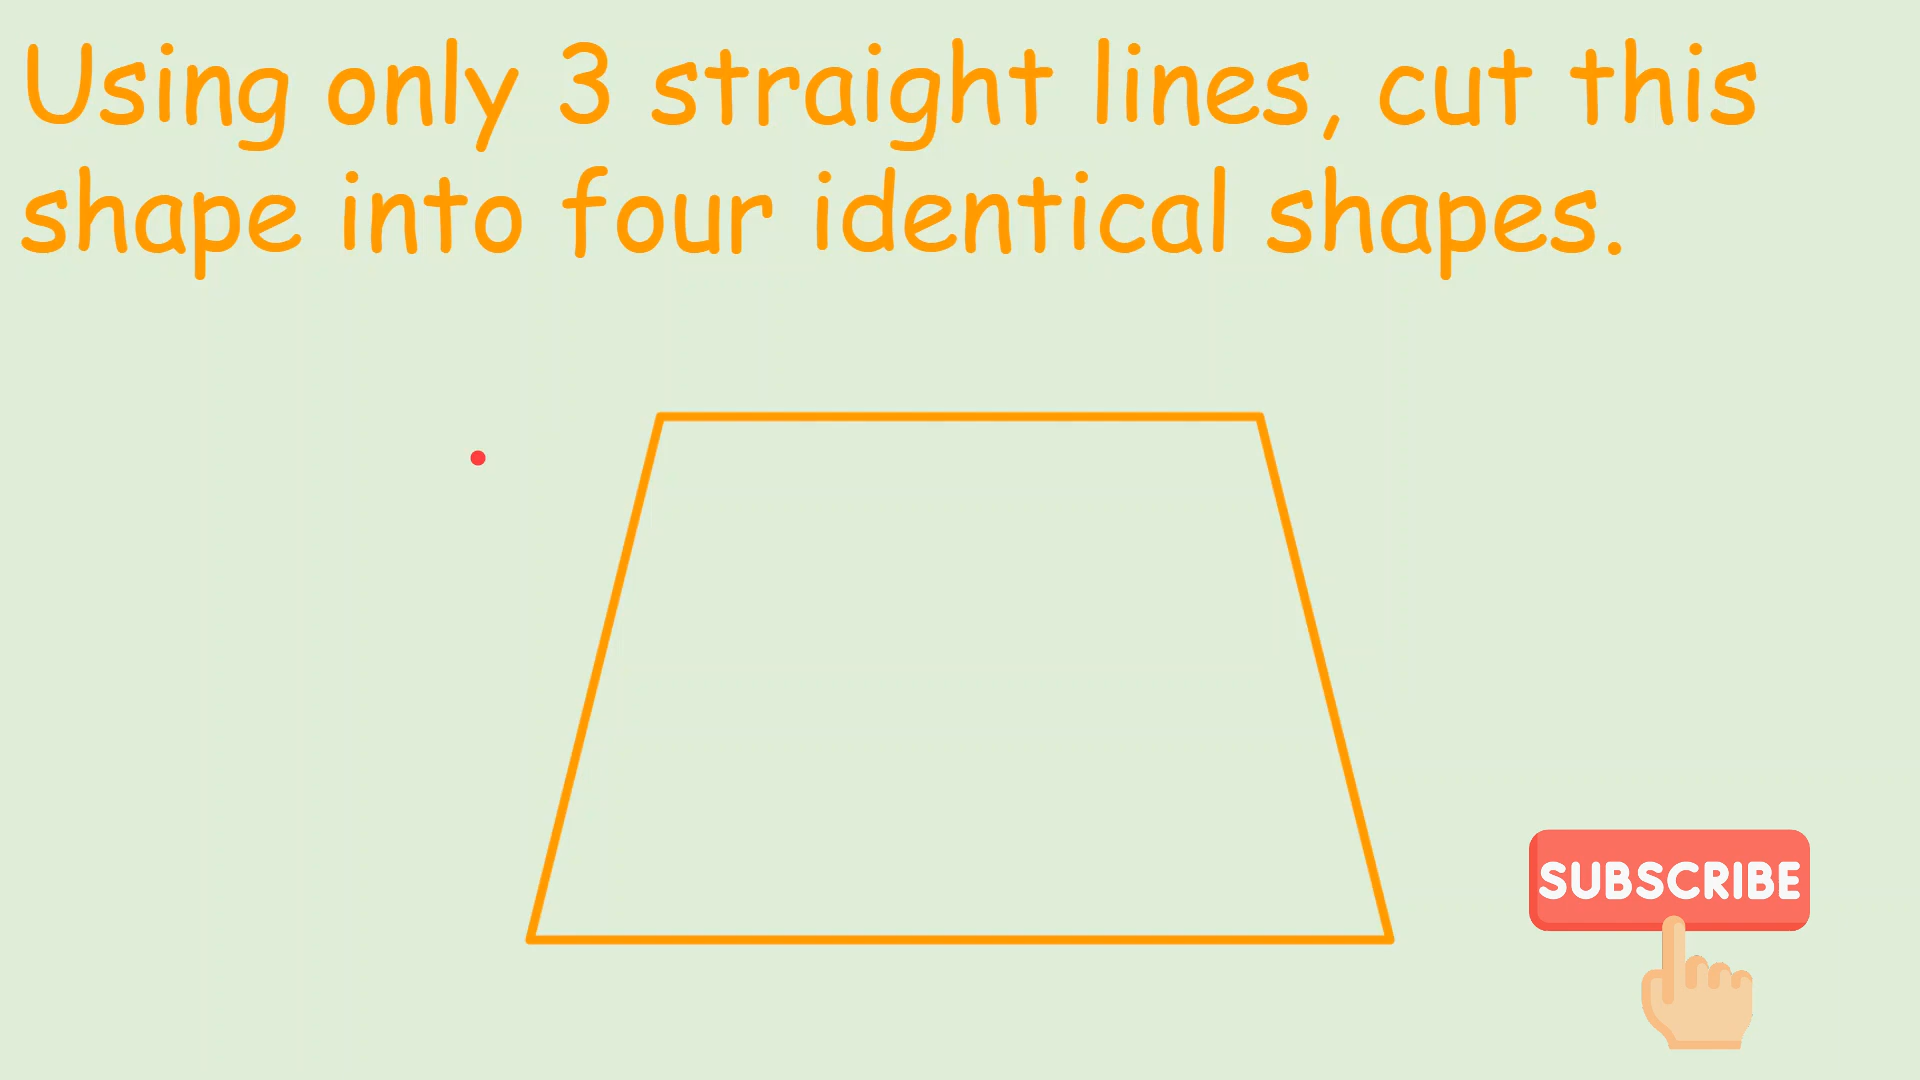 Using only 3 straight lines, cut this
shape into four identical shapes.
SUBSCRIBE